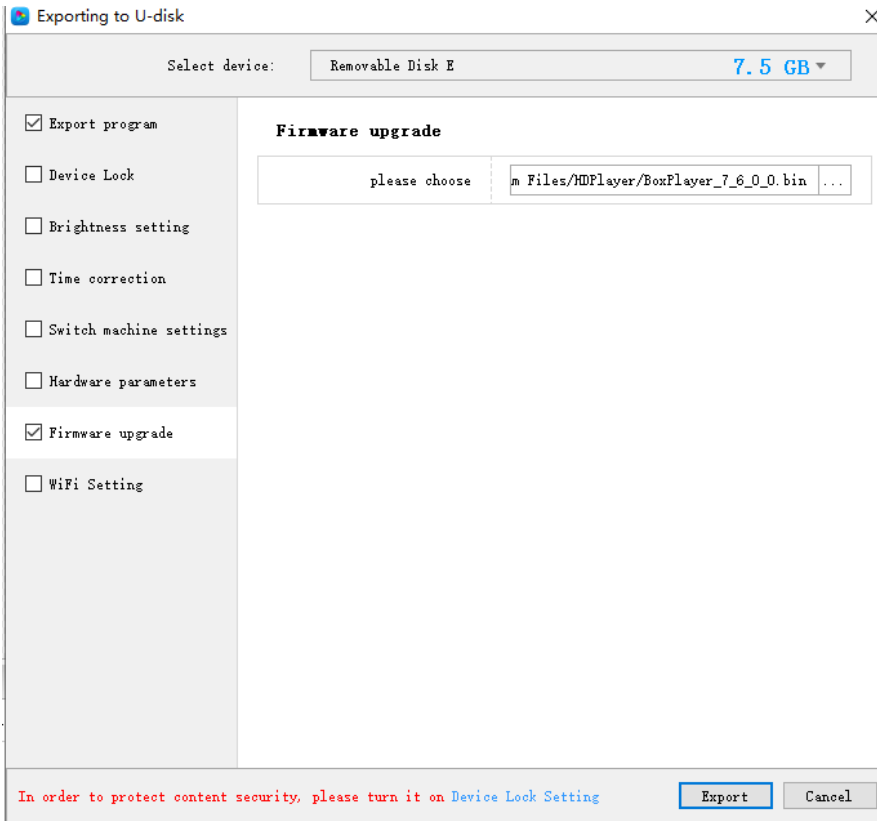 Exporting to U-disk
Select device: Removable Disk E 7.5 GB
Export program
Device Lock
Brightness setting
Time correction
Switch machine settings
Hardware parameters
Firmware upgrade
WiFi Setting
Firmware upgrade
please choose m Files/HDPlayer/BoxPlayer_7_6_0_0.bin ...
In order to protect content security, please turn it on Device Lock Setting Export Cancel